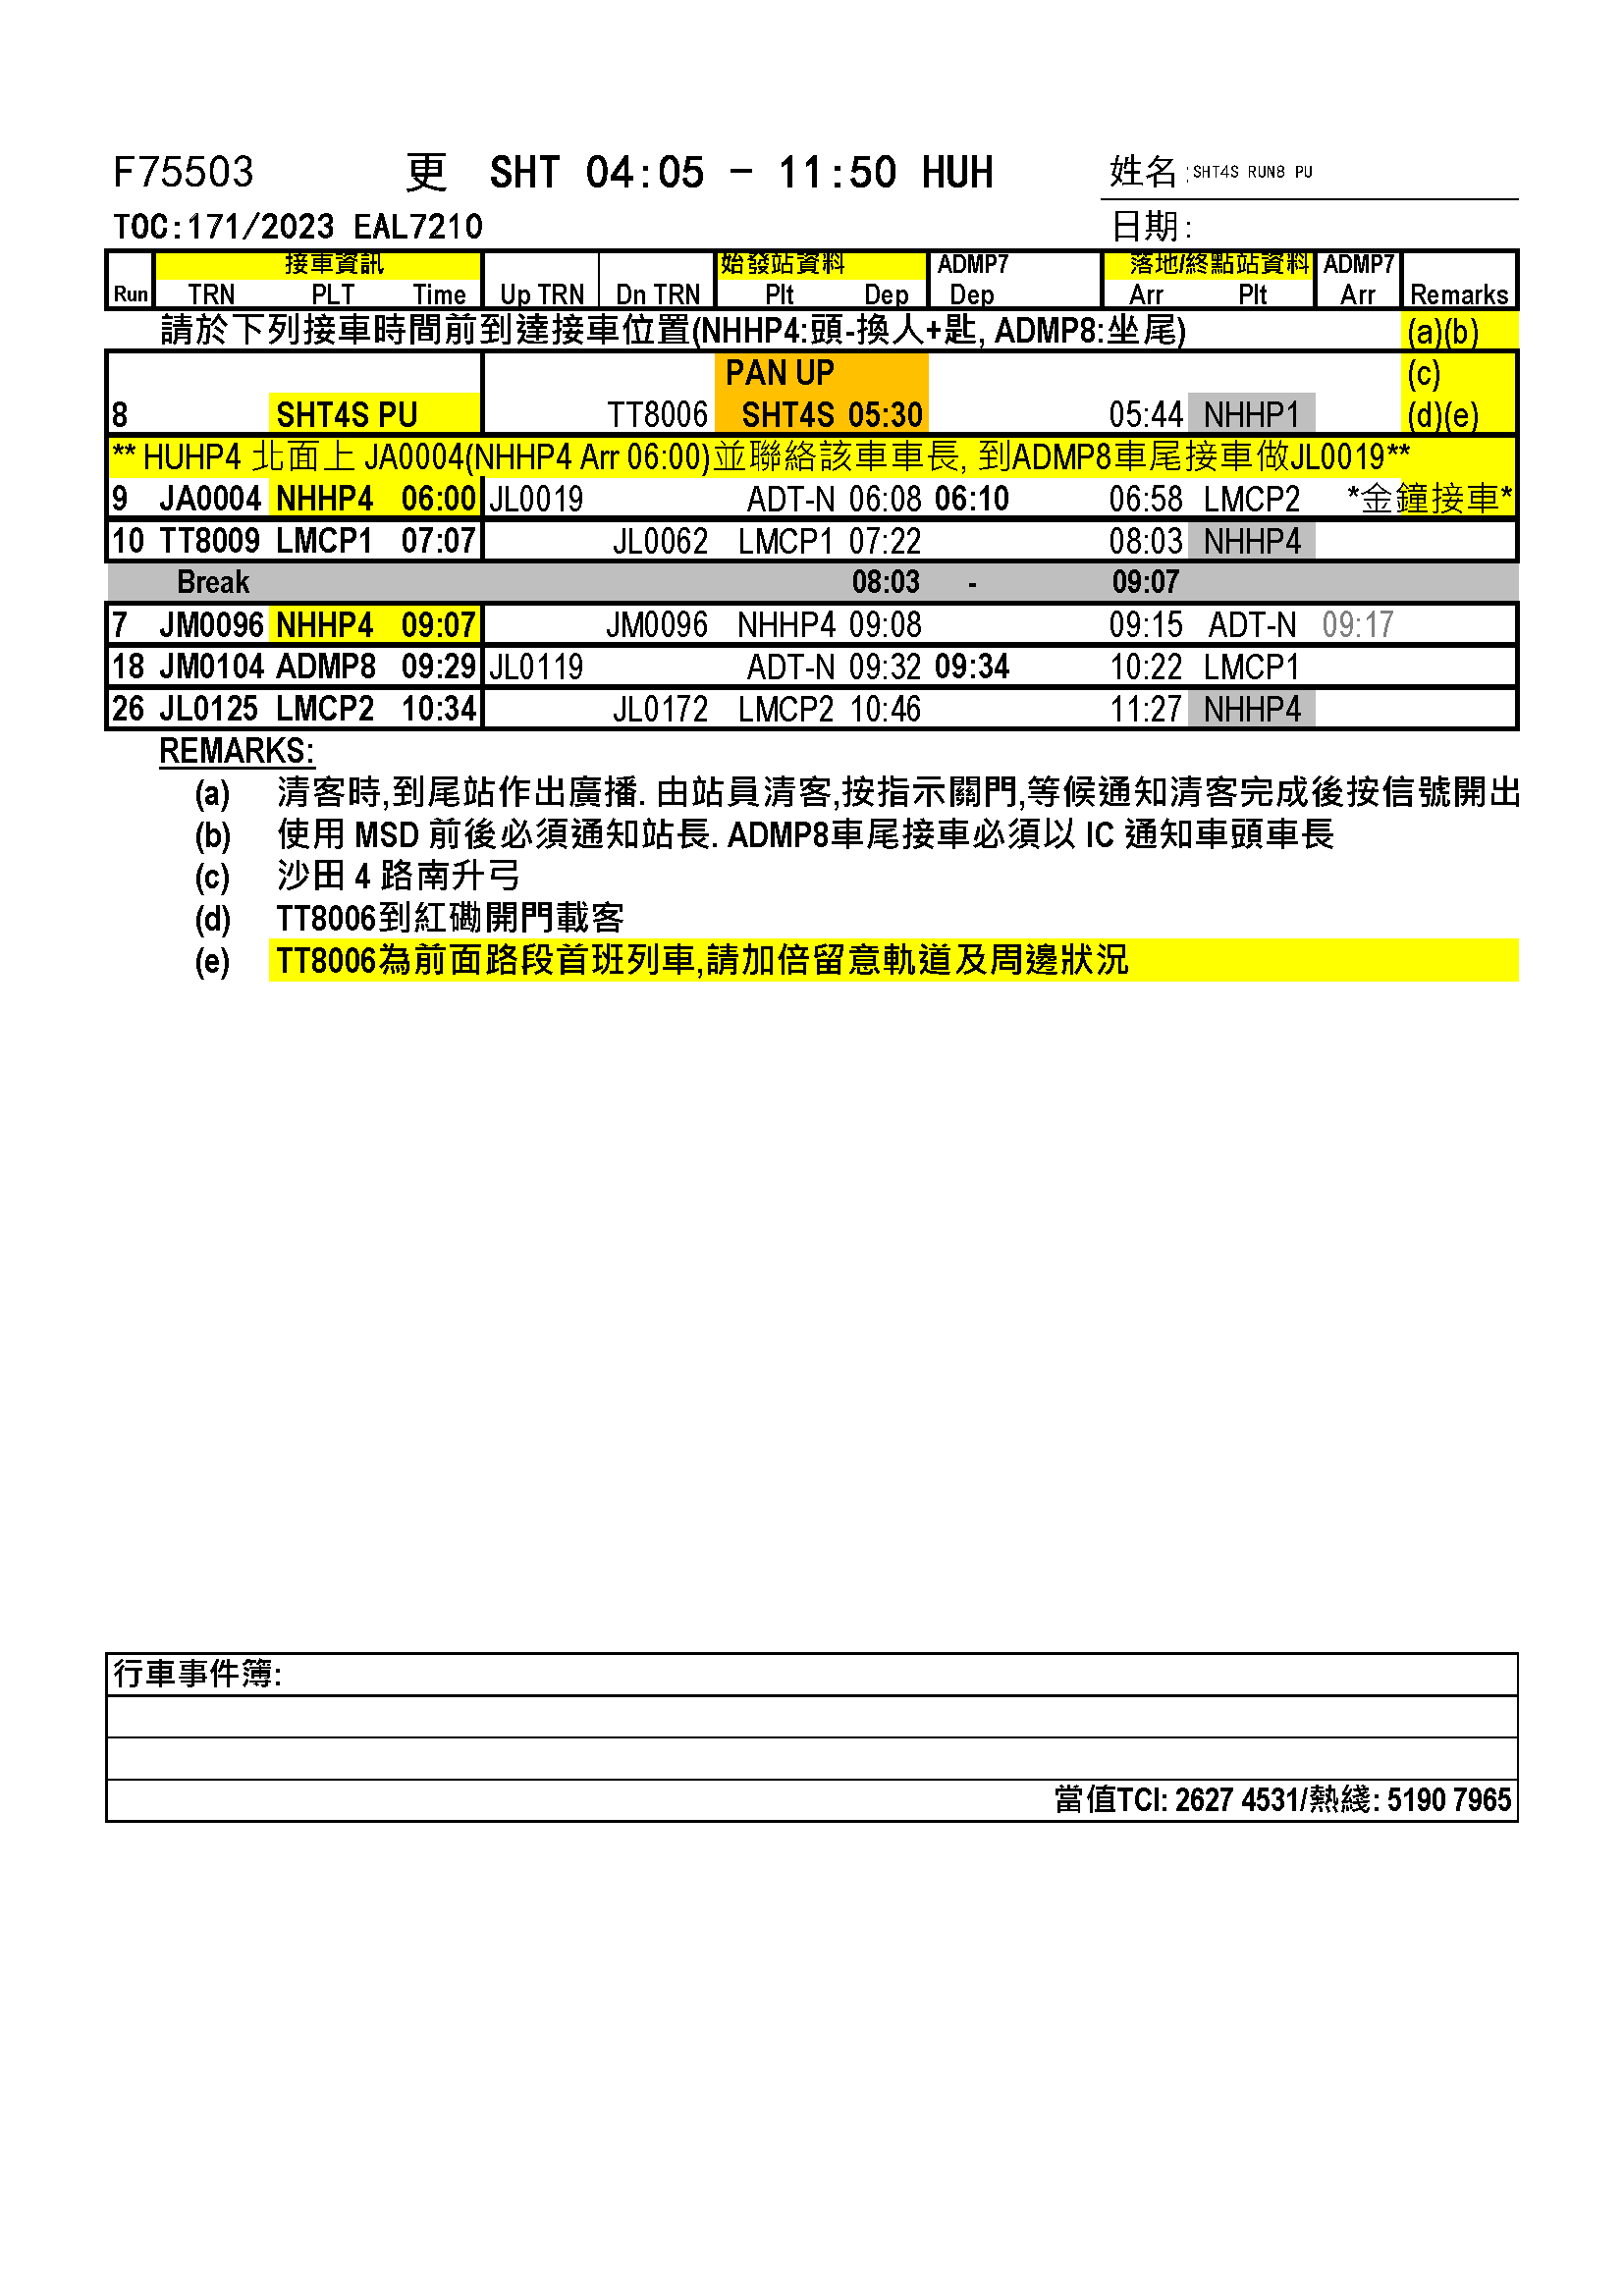 F75503 更 SHT 04:05 - 11:50 HUH 姓名:SHT4S RUN8 PU
TOC:171/2023 EAL7210 日期:
接車資訊 始發站資料 ADMP7 落地/終點站資料 ADMP7
Run TRN PLT Time Up TRN Dn TRN Plt Dep Dep Arr Plt Arr Remarks
請於下列接車時間前到達接車位置(NHHP4:頭-換人+匙, ADMP8:坐尾) (a)(b)
PAN UP (c)
8 SHT4S PU TT8006 SHT4S 05:30 05:44 NHHP1 (d)(e)
** HUHP4 北面上 JA0004(NHHP4 Arr 06:00)並聯絡該車車長, 到ADMP8車尾接車做JL0019**
9 JA0004 NHHP4 06:00 JL0019 ADT-N 06:08 06:10 06:58 LMCP2 *金鐘接車*
10 TT8009 LMCP1 07:07 JL0062 LMCP1 07:22 08:03 NHHP4
Break 08:03 - 09:07
7 JM0096 NHHP4 09:07 JM0096 NHHP4 09:08 09:15 ADT-N 09:17
18 JM0104 ADMP8 09:29 JL0119 ADT-N 09:32 09:34 10:22 LMCP1
26 JL0125 LMCP2 10:34 JL0172 LMCP2 10:46 11:27 NHHP4
REMARKS:
(a) 清客時,到尾站作出廣播. 由站員清客,按指示關門,等候通知清客完成後按信號開出
(b) 使用 MSD 前後必須通知站長. ADMP8車尾接車必須以 IC 通知車頭車長
(c) 沙田 4 路南升弓
(d) TT8006到紅磡開門載客
(e) TT8006為前面路段首班列車,請加倍留意軌道及周邊狀況
行車事件簿:
當值TCI: 2627 4531/熱綫: 5190 7965